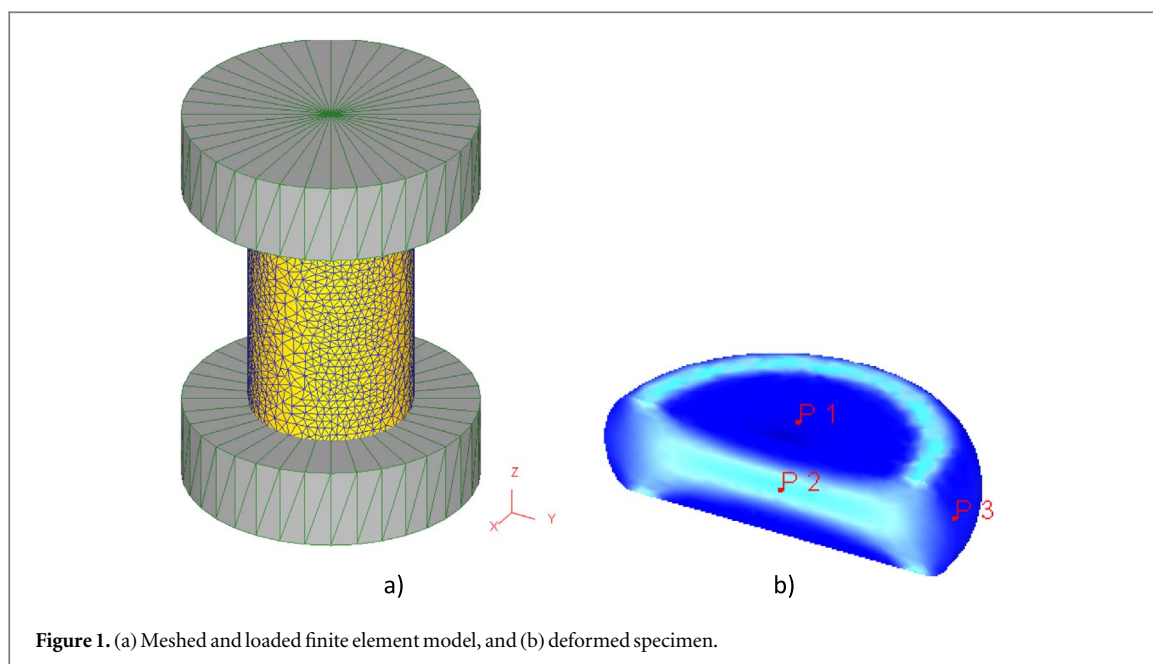 Z
X
Y
P 1
P 2
P 3
a)
b)
Figure 1. (a) Meshed and loaded finite element model, and (b) deformed specimen.